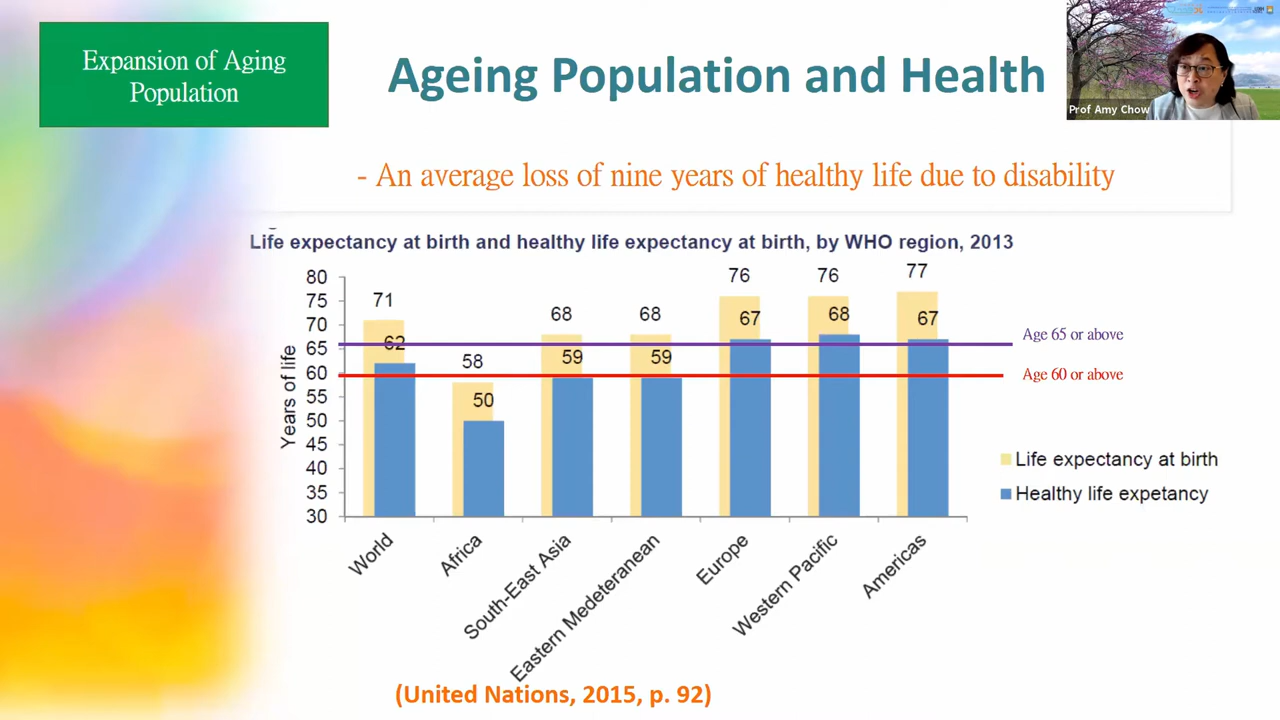 Expansion of Aging
Population
Ageing Population and Health
Prof Amy Chow
- An average loss of nine years of healthy life due to disability
Life expectancy at birth and healthy life expectancy at birth, by WHO region, 2013
Years of life
80
75
70
65
60
55
50
45
40
35
30
71
62
58
50
68
59
68
59
76
67
76
68
77
67
Age 65 or above
Age 60 or above
Life expectancy at birth
Healthy life expetancy
World
Africa
South-East Asia
Eastern Medeteranean
Europe
Western Pacific
Americas
(United Nations, 2015, p. 92)